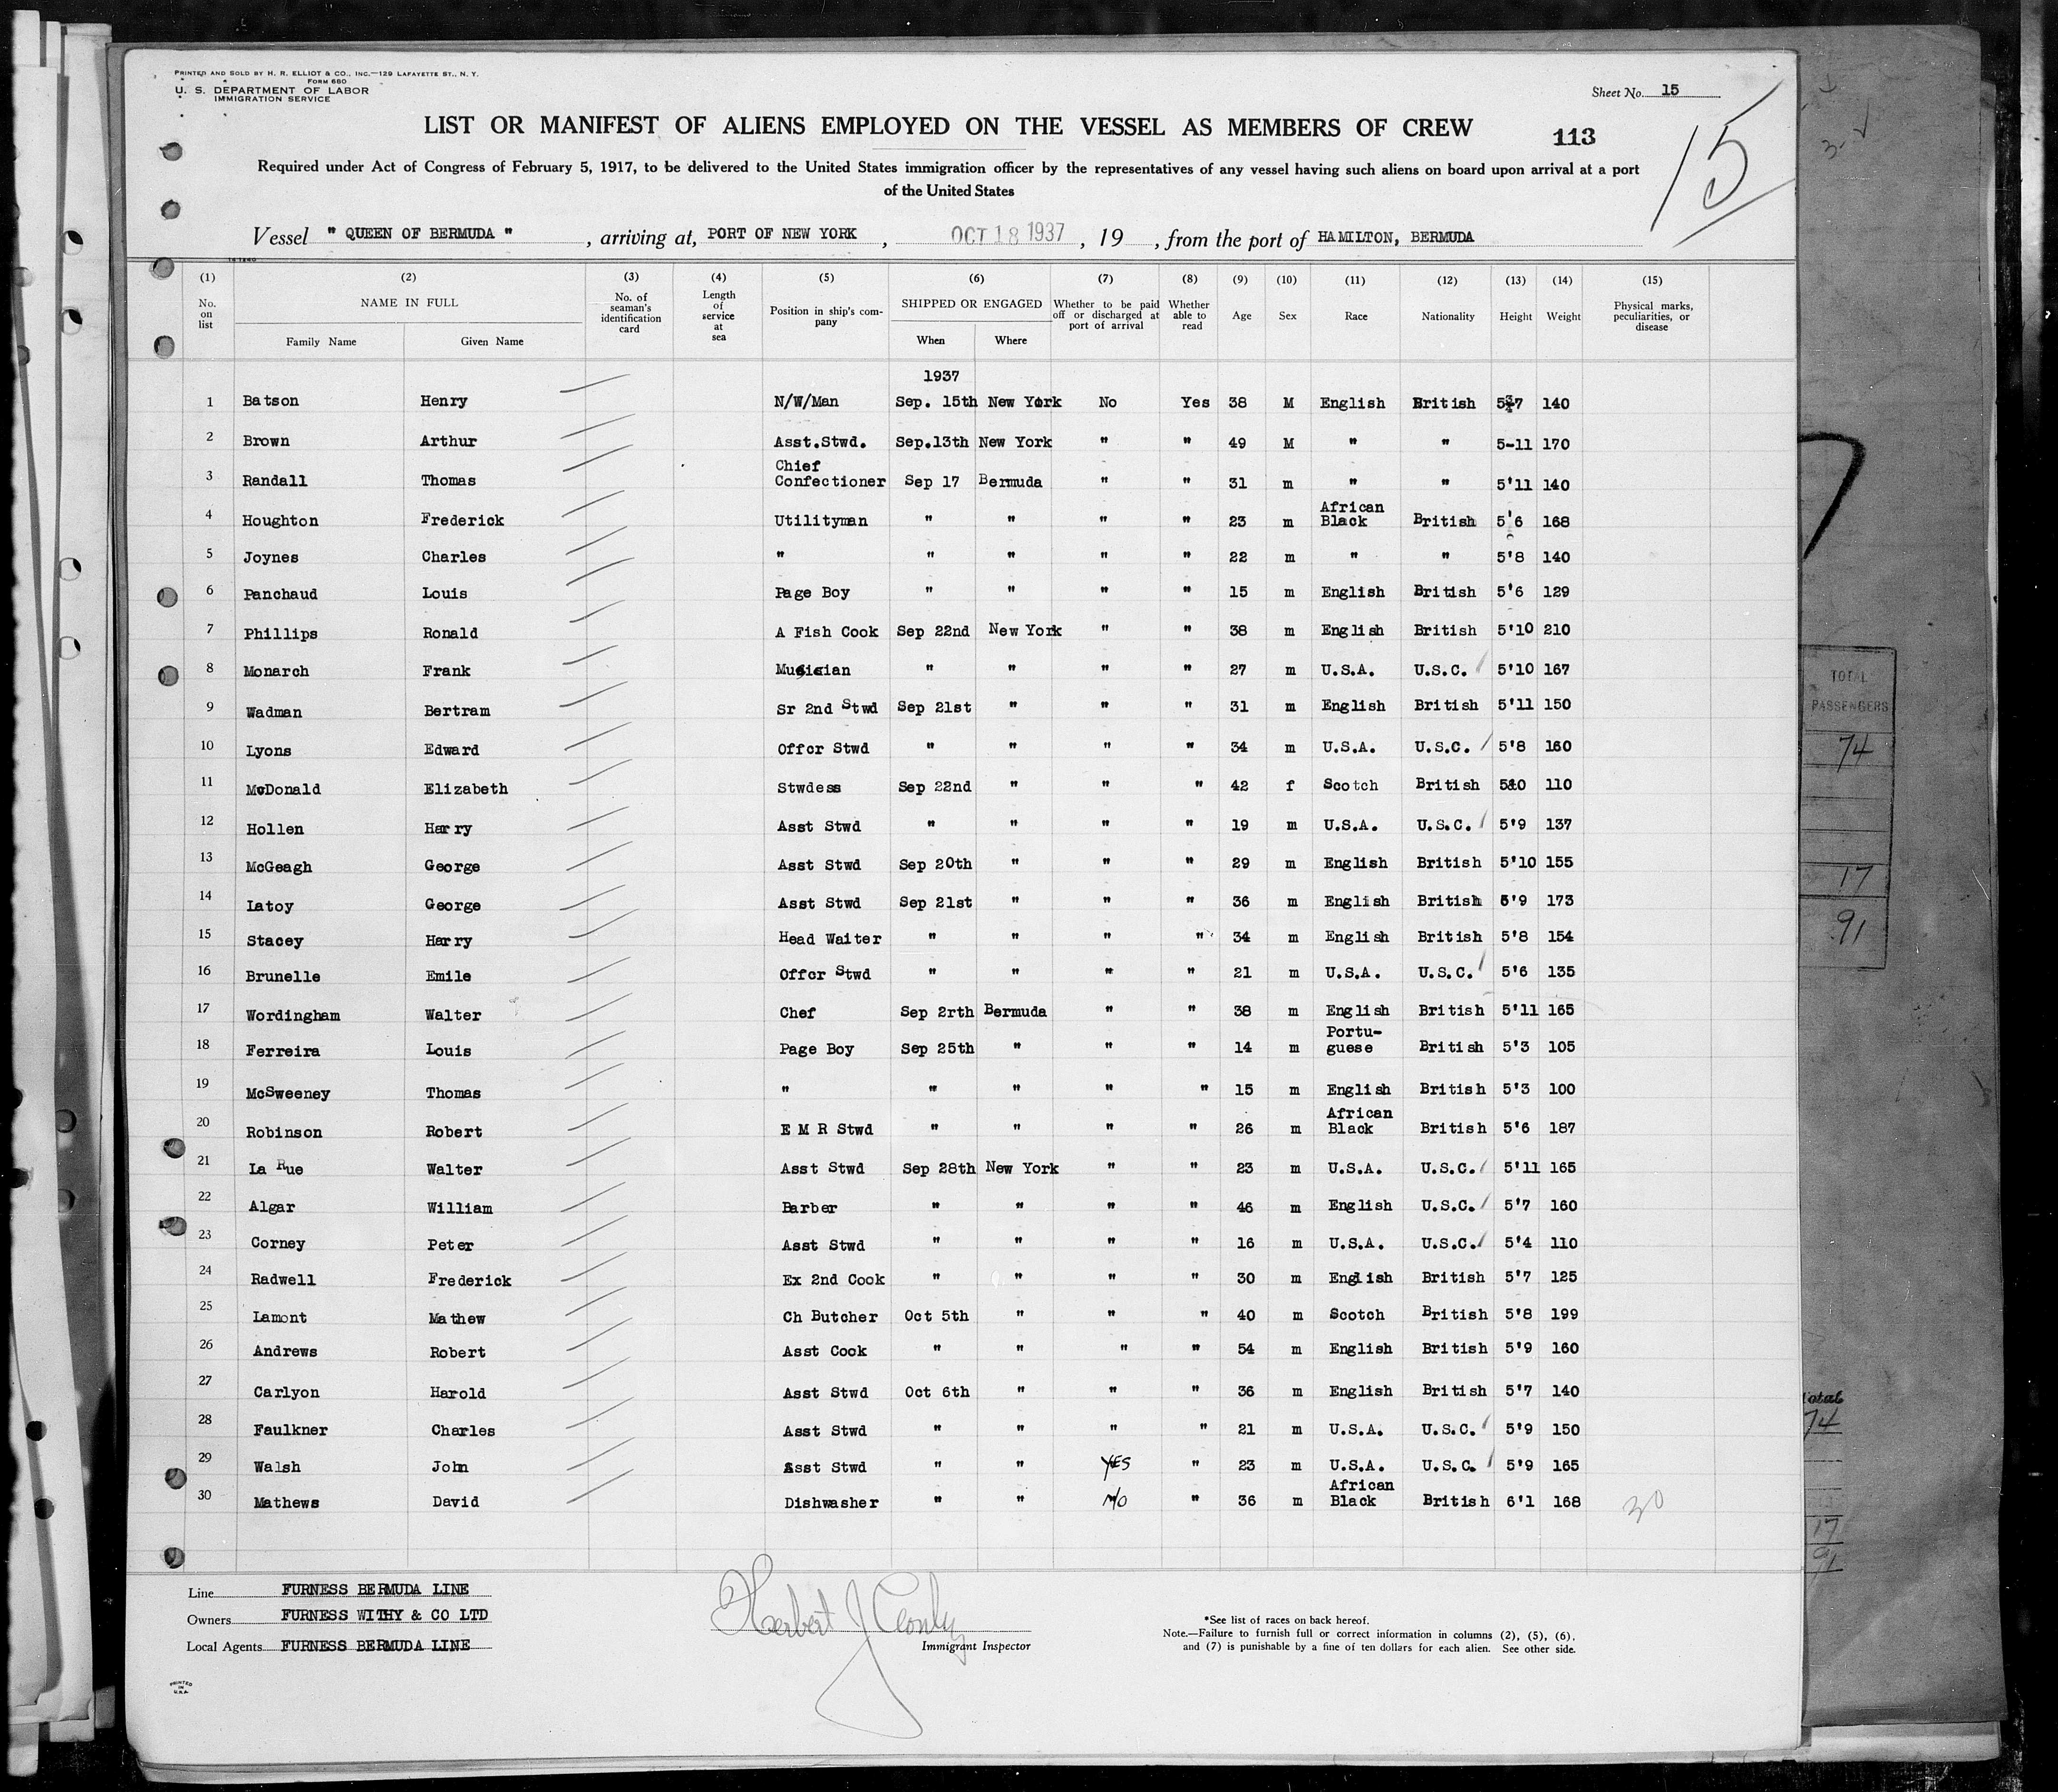 PRINTED AND SOLD BY H. R. ELLIOT & CO., INC.—129 LAFAYETTE ST., N. Y.
FORM 680
U. S. DEPARTMENT OF LABOR
IMMIGRATION SERVICE
Sheet No. 15
LIST OR MANIFEST OF ALIENS EMPLOYED ON THE VESSEL AS MEMBERS OF CREW
113
15
Required under Act of Congress of February 5, 1917, to be delivered to the United States immigration officer by the representatives of any vessel having such aliens on board upon arrival at a port
of the United States
Vessel " QUEEN OF BERMUDA " , arriving at, PORT OF NEW YORK , OCT 18 1937 , 19 , from the port of HAMILTON, BERMUDA
(1) (2) (3) (4) (5) (6) (7) (8) (9) (10) (11) (12) (13) (14) (15)
No. on list NAME IN FULL Family Name Given Name No. of seaman's identification card Length of service at sea Position in ship's company SHIPPED OR ENGAGED When Where Whether to be paid off or discharged at port of arrival Whether able to read Age Sex Race Nationality Height Weight Physical marks, peculiarities, or disease
1937
1 Batson Henry N/W/Man Sep. 15th New York No Yes 38 M English British 5 7 140
2 Brown Arthur Asst.Stwd. Sep.13th New York " " 49 M " " 5-11 170
3 Randall Thomas Chief Confectioner Sep 17 Bermuda " " 31 m " " 5'11 140
4 Houghton Frederick Utilityman " " " " 23 m African Black British 5'6 168
5 Joynes Charles " " " " " 22 m " " 5'8 140
6 Panchaud Louis Page Boy " " " " 15 m English British 5'6 129
7 Phillips Ronald A Fish Cook Sep 22nd New York " " 38 m English British 5'10 210
8 Monarch Frank Musician " " " " 27 m U.S.A. U.S.C. 5'10 167
9 Wadman Bertram Sr 2nd Stwd Sep 21st " " " 31 m English British 5'11 150
10 Lyons Edward Offcr Stwd " " " " 34 m U.S.A. U.S.C. 5'8 160
11 McDonald Elizabeth Stwdess Sep 22nd " " " 42 f Scotch British 5&0 110
12 Hollen Harry Asst Stwd " " " " 19 m U.S.A. U.S.C. 5'9 137
13 McGeagh George Asst Stwd Sep 20th " " " 29 m English British 5'10 155
14 Latoy George Asst Stwd Sep 21st " " " 36 m English British 5'9 173
15 Stacey Harry Head Waiter " " " " 34 m English British 5'8 154
16 Brunelle Emile Offcr Stwd " " " " 21 m U.S.A. U.S.C. 5'6 135
17 Wordingham Walter Chef Sep 2rth Bermuda " " 38 m English British 5'11 165
18 Ferreira Louis Page Boy Sep 25th " " " 14 m Portu- guese British 5'3 105
19 McSweeney Thomas " " " " " 15 m English British 5'3 100
20 Robinson Robert E M R Stwd " " " " 26 m African Black British 5'6 187
21 La Rue Walter Asst Stwd Sep 28th New York " " 23 m U.S.A. U.S.C. 5'11 165
22 Algar William Barber " " " " 46 m English U.S.C. 5'7 160
23 Corney Peter Asst Stwd " " " " 16 m U.S.A. U.S.C. 5'4 110
24 Radwell Frederick Ex 2nd Cook " " " " 30 m English British 5'7 125
25 Lamont Mathew Ch Butcher Oct 5th " " " 40 m Scotch British 5'8 199
26 Andrews Robert Asst Cook " " " " 54 m English British 5'9 160
27 Carlyon Harold Asst Stwd Oct 6th " " " 36 m English British 5'7 140
28 Faulkner Charles Asst Stwd " " " " 21 m U.S.A. U.S.C. 5'9 150
29 Walsh John Asst Stwd " " YES " 23 m U.S.A. U.S.C. 5'9 165
30 Mathews David Dishwasher " " NO " 36 m African Black British 6'1 168 30
Line FURNESS BERMUDA LINE
Owners FURNESS WITHY & CO LTD
Local Agents FURNESS BERMUDA LINE
Herbert J
Immigrant Inspector
*See list of races on back hereof.
Note.—Failure to furnish full or correct information in columns (2), (5), (6),
and (7) is punishable by a fine of ten dollars for each alien. See other side.
PRINTED IN U.S.A.
TOTAL
PASSENGERS
74
17
91
74
17
91